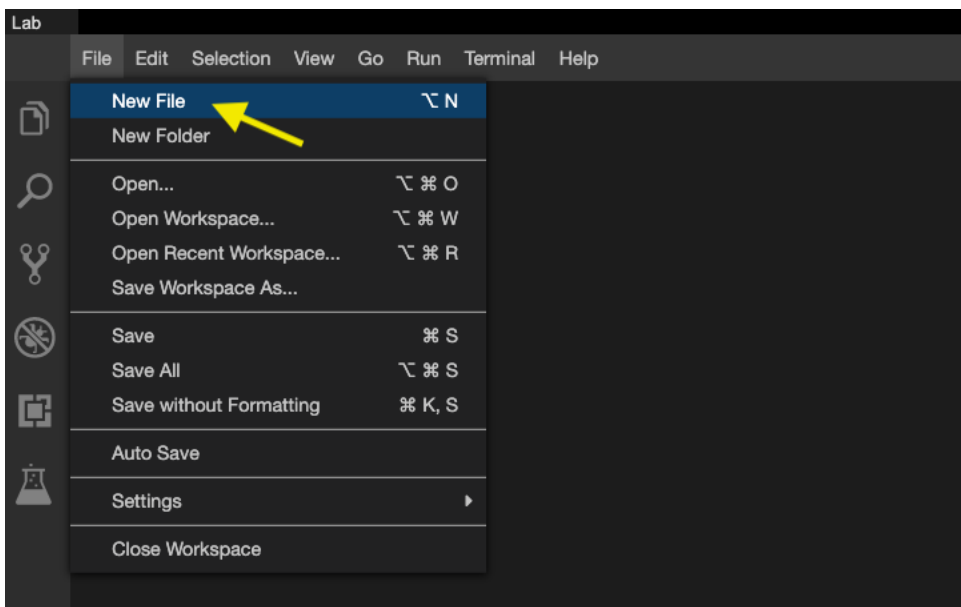 Lab
File Edit Selection View Go Run Terminal Help
New File ⌥ N
New Folder
Open... ⌥ ⌘ O
Open Workspace... ⌥ ⌘ W
Open Recent Workspace... ⌥ ⌘ R
Save Workspace As...
Save ⌘ S
Save All ⌥ ⌘ S
Save without Formatting ⌘ K, S
Auto Save
Settings
Close Workspace